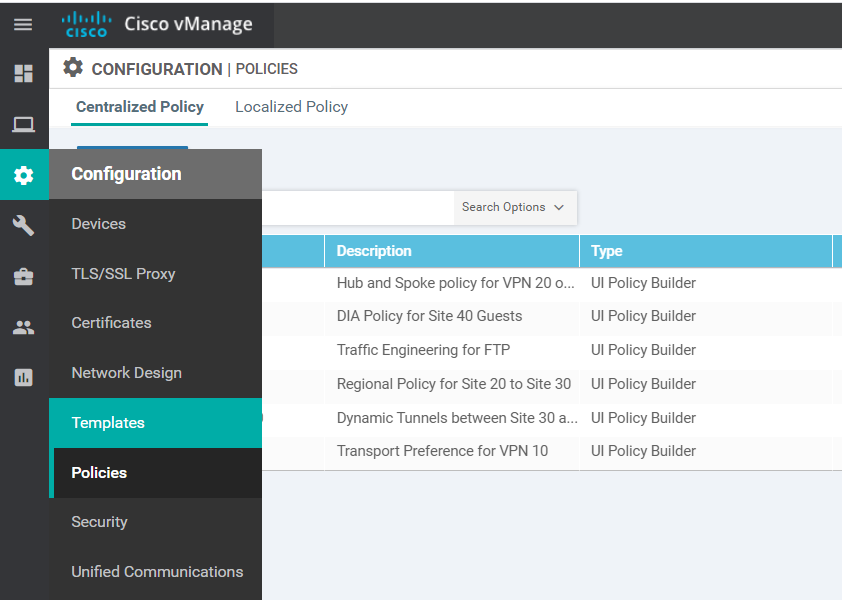 cisco Cisco vManage
CONFIGURATION | POLICIES
Centralized Policy Localized Policy
Configuration
Devices
TLS/SSL Proxy
Certificates
Network Design
Templates
Policies
Security
Unified Communications
Search Options
Description Type
Hub and Spoke policy for VPN 20 o... UI Policy Builder
DIA Policy for Site 40 Guests UI Policy Builder
Traffic Engineering for FTP UI Policy Builder
Regional Policy for Site 20 to Site 30 UI Policy Builder
Dynamic Tunnels between Site 30 a... UI Policy Builder
Transport Preference for VPN 10 UI Policy Builder